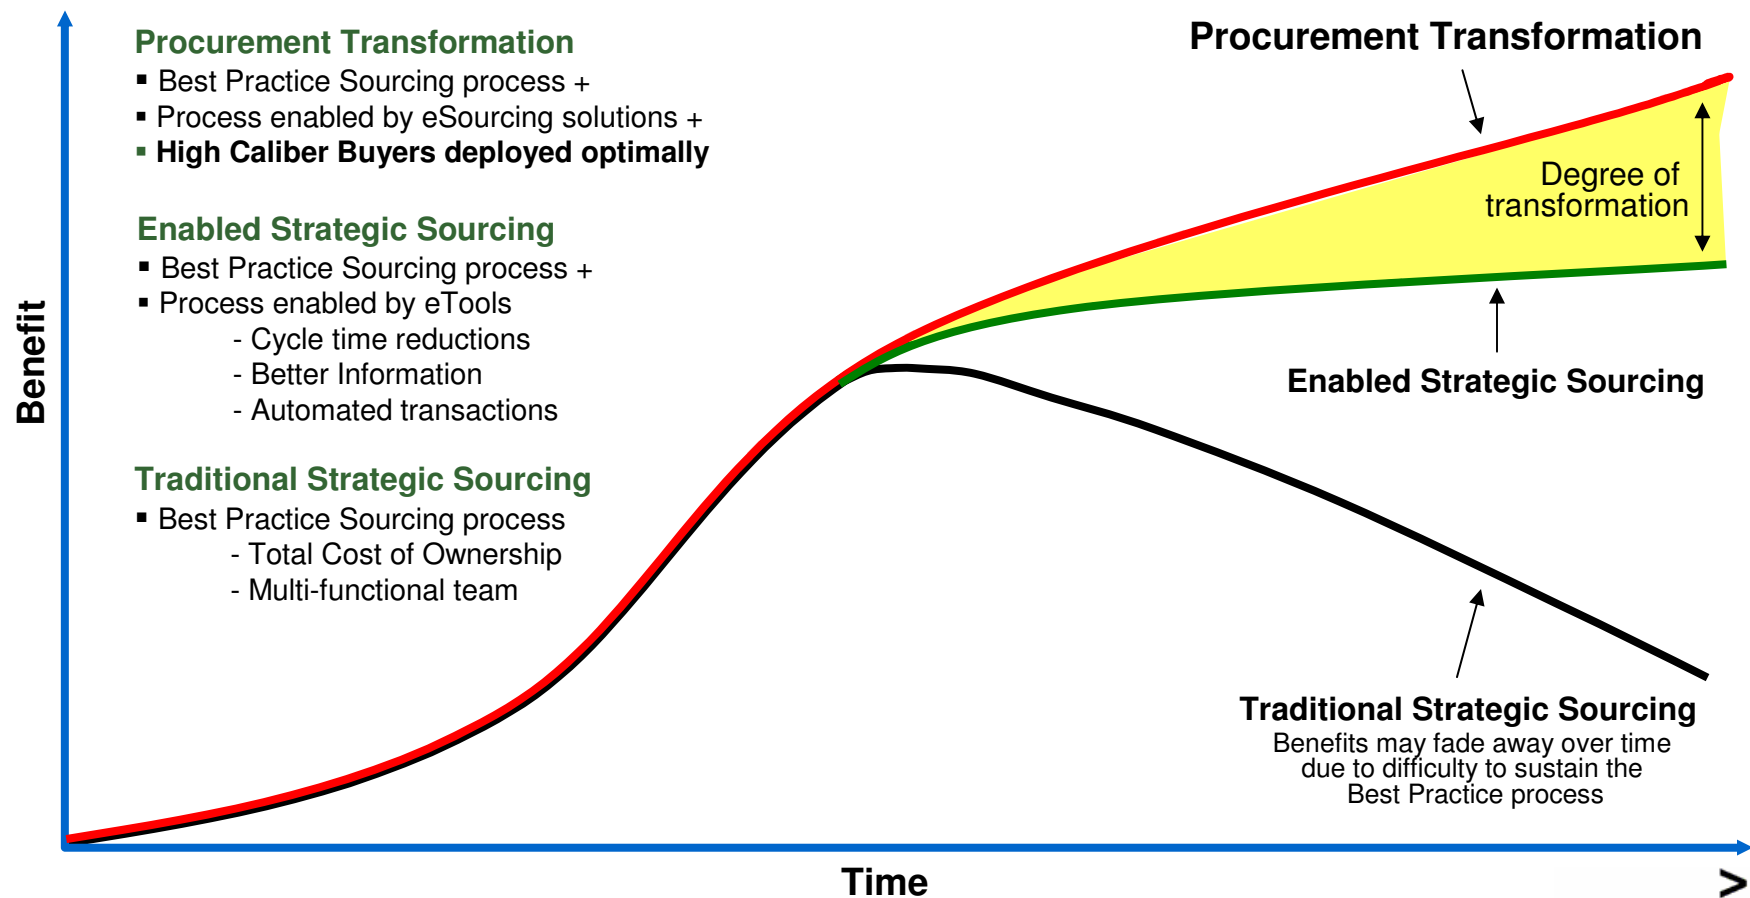 Procurement Transformation
▪ Best Practice Sourcing process +
▪ Process enabled by eSourcing solutions +
▪ High Caliber Buyers deployed optimally
Enabled Strategic Sourcing
▪ Best Practice Sourcing process +
▪ Process enabled by eTools
- Cycle time reductions
- Better Information
- Automated transactions
Traditional Strategic Sourcing
▪ Best Practice Sourcing process
- Total Cost of Ownership
- Multi-functional team
Procurement Transformation
Degree of
transformation
Enabled Strategic Sourcing
Traditional Strategic Sourcing
Benefits may fade away over time
due to difficulty to sustain the
Best Practice process
Benefit
Time
>